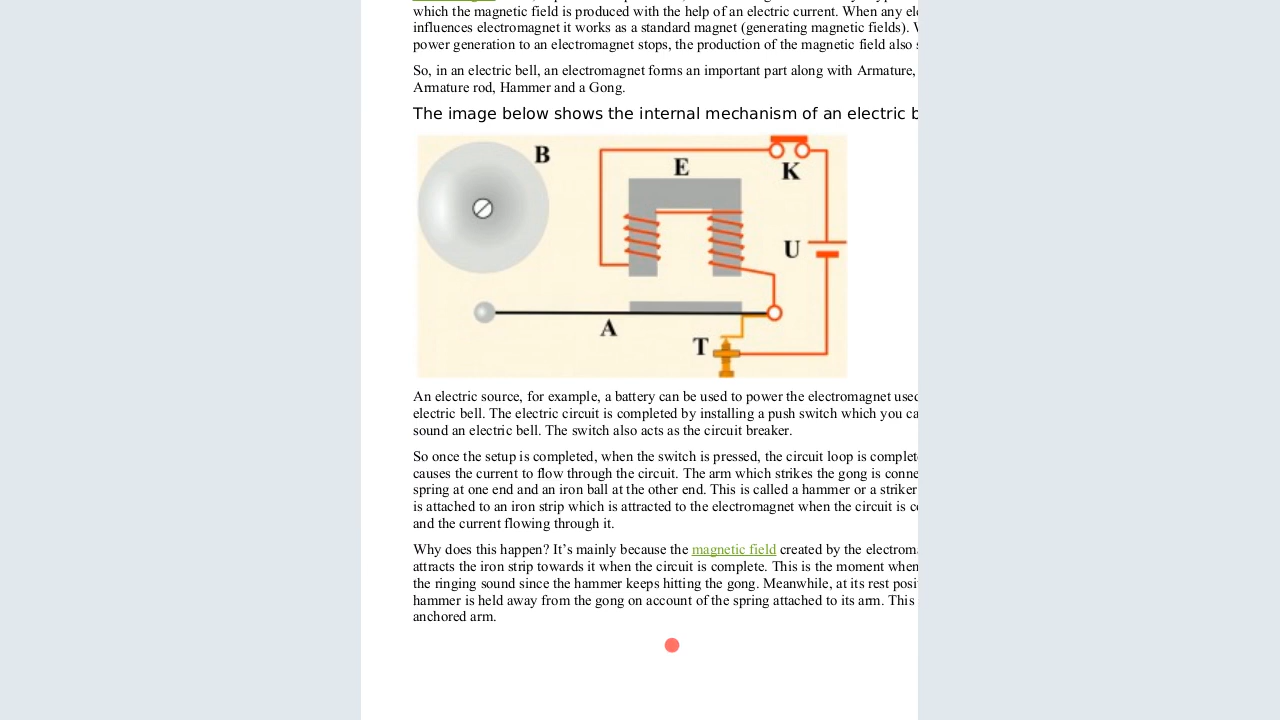 which the magnetic field is produced with the help of an electric current. When any
influences electromagnet it works as a standard magnet (generating magnetic fields).
power generation to an electromagnet stops, the production of the magnetic field also
So, in an electric bell, an electromagnet forms an important part along with Armature,
Armature rod, Hammer and a Gong.
The image below shows the internal mechanism of an electric
B
E
K
U
A
T
An electric source, for example, a battery can be used to power the electromagnet
electric bell. The electric circuit is completed by installing a push switch which you
sound an electric bell. The switch also acts as the circuit breaker.
So once the setup is completed, when the switch is pressed, the circuit loop is
causes the current to flow through the circuit. The arm which strikes the gong is
spring at one end and an iron ball at the other end. This is called a hammer or a striker
is attached to an iron strip which is attracted to the electromagnet when the circuit is
and the current flowing through it.
Why does this happen? It’s mainly because the magnetic field created by the
attracts the iron strip towards it when the circuit is complete. This is the moment when
the ringing sound since the hammer keeps hitting the gong. Meanwhile, at its rest
hammer is held away from the gong on account of the spring attached to its arm. This
anchored arm.